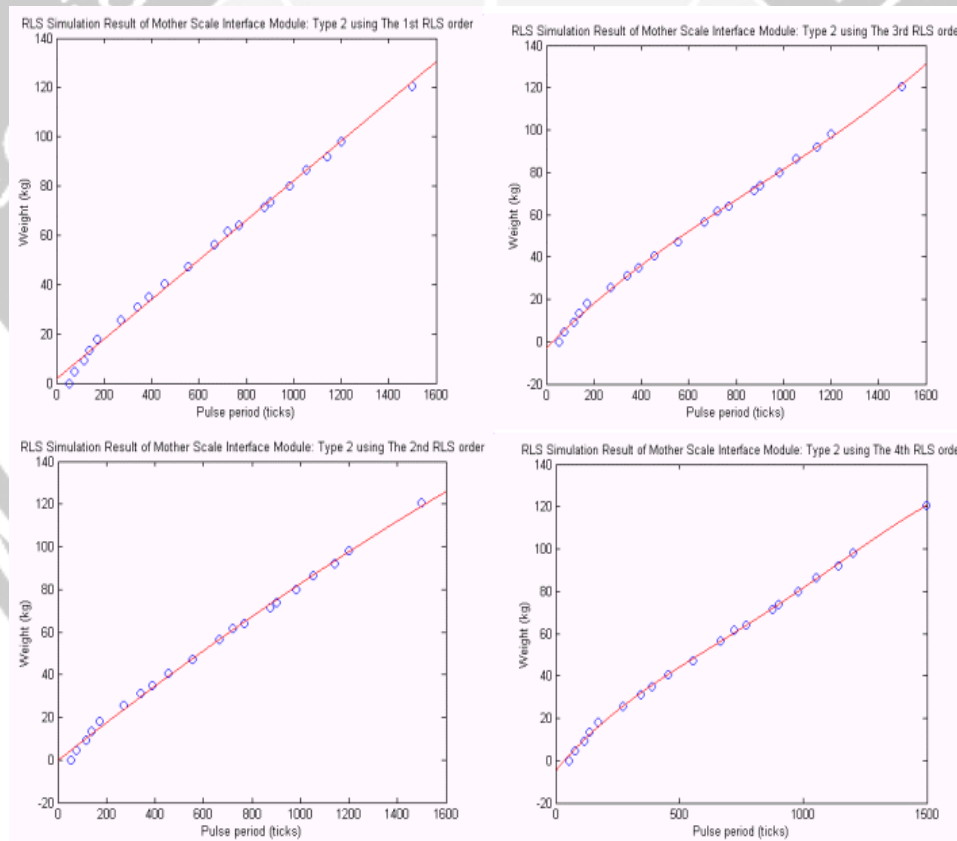 RLS Simulation Result of Mother Scale Interface Module: Type 2 using The 1st RLS order
140
120
100
80
60
40
20
0
Weight (kg)
0 200 400 600 800 1000 1200 1400 1600
Pulse period (ticks)
RLS Simulation Result of Mother Scale Interface Module: Type 2 using The 3rd RLS orde
140
120
100
80
60
40
20
0
-20
Weight (kg)
0 200 400 600 800 1000 1200 1400 1600
Pulse period (ticks)
RLS Simulation Result of Mother Scale Interface Module: Type 2 using The 2nd RLS order
140
120
100
80
60
40
20
0
-20
Weight (kg)
0 200 400 600 800 1000 1200 1400 1600
Pulse period (ticks)
RLS Simulation Result of Mother Scale Interface Module: Type 2 using The 4th RLS orde
140
120
100
80
60
40
20
0
-20
Weight (kg)
0 500 1000 1500
Pulse period (ticks)